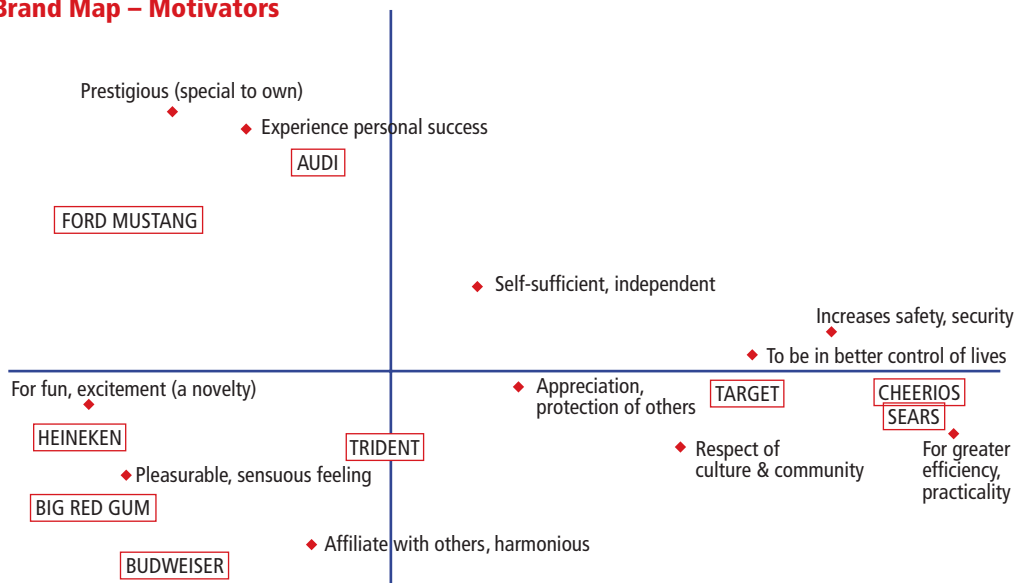 Brand Map – Motivators
Prestigious (special to own)
Experience personal success
AUDI
FORD MUSTANG
Self-sufficient, independent
Increases safety, security
To be in better control of lives
For fun, excitement (a novelty)
Appreciation,
protection of others
TARGET
CHEERIOS
SEARS
HEINEKEN
TRIDENT
Respect of
culture & community
For greater
efficiency,
practicality
Pleasurable, sensuous feeling
BIG RED GUM
Affiliate with others, harmonious
BUDWEISER